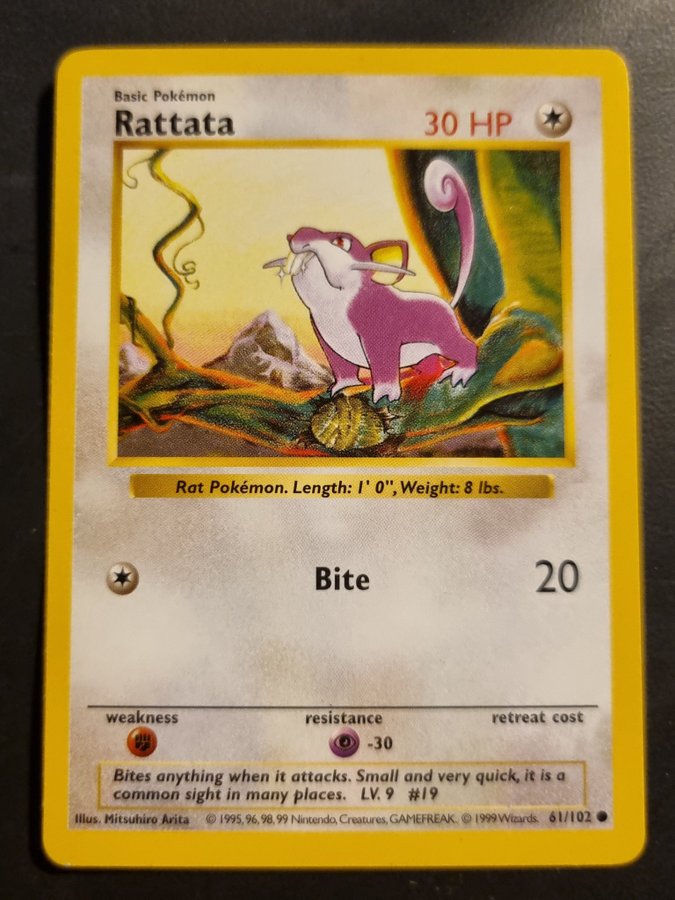 Basic Pokémon
Rattata 30 HP
Rat Pokémon. Length: 1' 0", Weight: 8 lbs.
Bite 20
weakness resistance retreat cost
-30
Bites anything when it attacks. Small and very quick, it is a
common sight in many places. LV. 9 #19
Illus. Mitsuhiro Arita © 1995, 96, 98, 99 Nintendo, Creatures, GAMEFREAK. © 1999 Wizards. 61/102